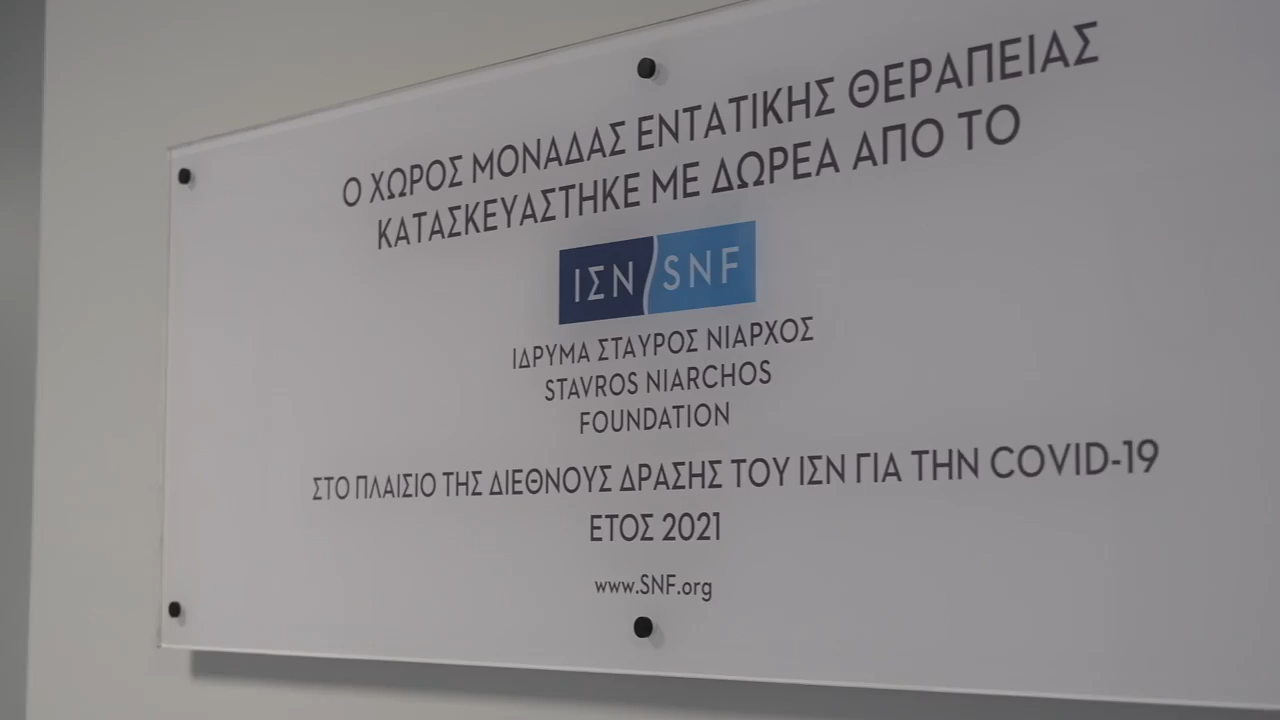 Ο ΧΩΡΟΣ ΜΟΝΑΔΑΣ ΕΝΤΑΤΙΚΗΣ ΘΕΡΑΠΕΙΑΣ
ΚΑΤΑΣΚΕΥΑΣΤΗΚΕ ΜΕ ΔΩΡΕΑ ΑΠΟ ΤΟ
ΙΣΝ SNF
ΙΔΡΥΜΑ ΣΤΑΥΡΟΣ ΝΙΑΡΧΟΣ
STAVROS NIARCHOS
FOUNDATION
ΣΤΟ ΠΛΑΙΣΙΟ ΤΗΣ ΔΙΕΘΝΟΥΣ ΔΡΑΣΗΣ ΤΟΥ ΙΣΝ ΓΙΑ ΤΗΝ COVID-19
ΕΤΟΣ 2021
www.SNF.org